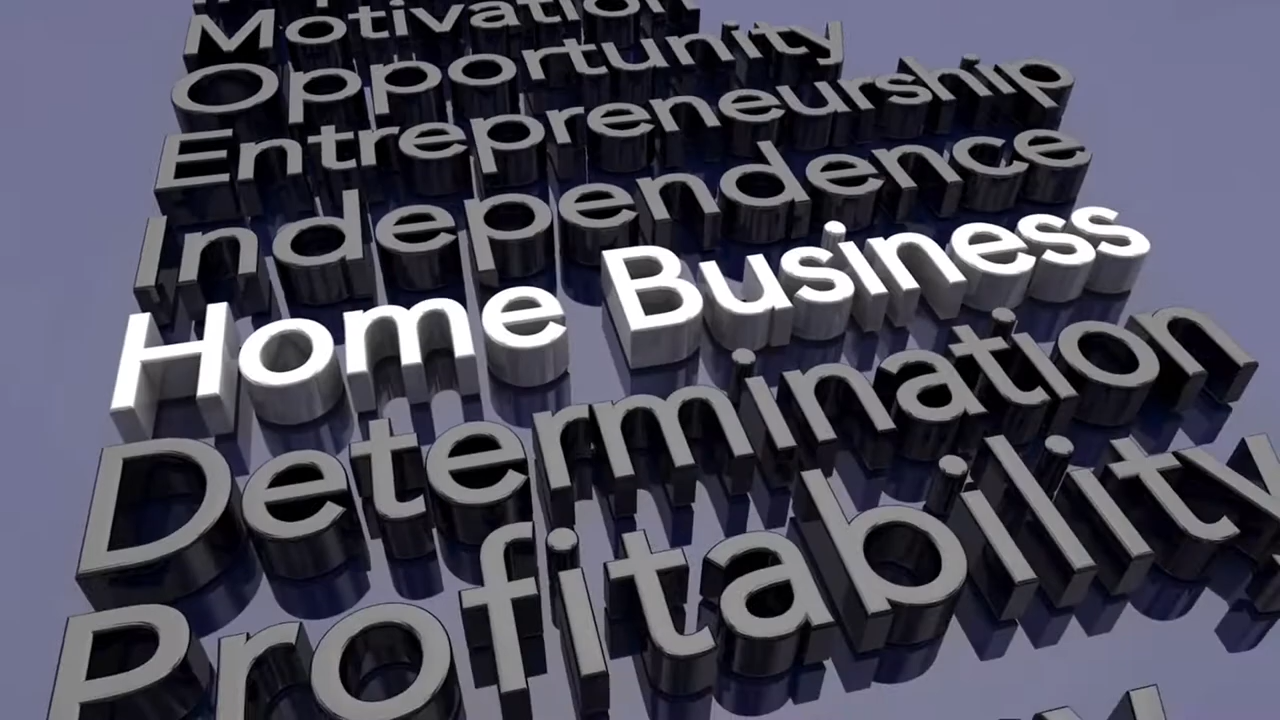 Motivation
Opportunity
Entrepreneurship
Independence
Home Business
Determination
Profitability